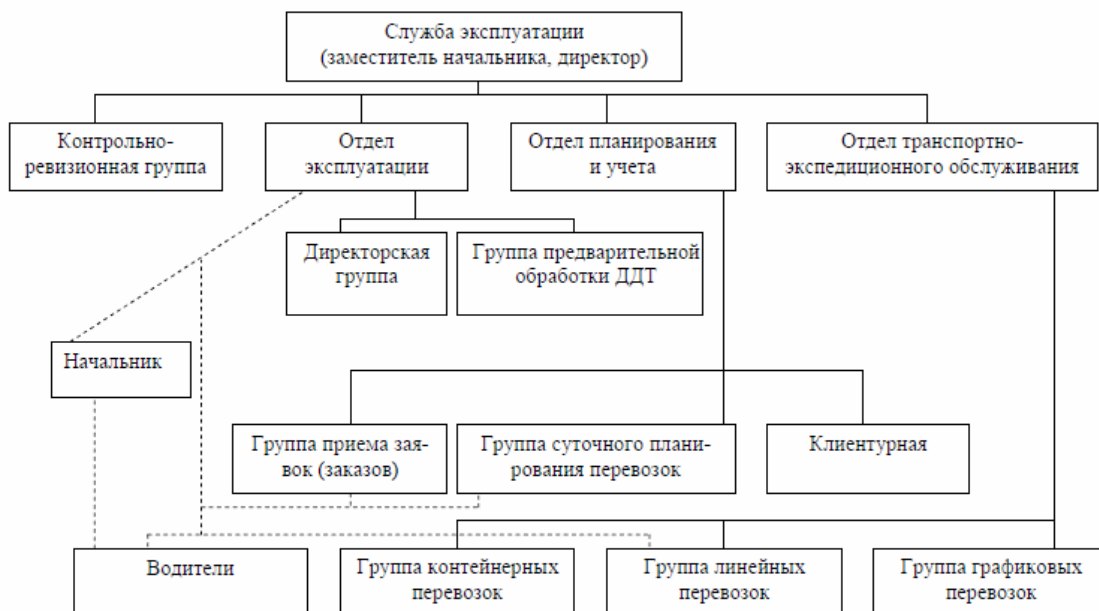 Служба эксплуатации
(заместитель начальника, директор)
Контрольно-
ревизионная группа
Отдел
эксплуатации
Отдел планирования
и учета
Отдел транспортно-
экспедиционного обслуживания
Директорская
группа
Группа предварительной
обработки ДДТ
Начальник
Группа приема зая-
вок (заказов)
Группа суточного плани-
рования перевозок
Клиентурная
Водители
Группа контейнерных
перевозок
Группа линейных
перевозок
Группа графиковых
перевозок